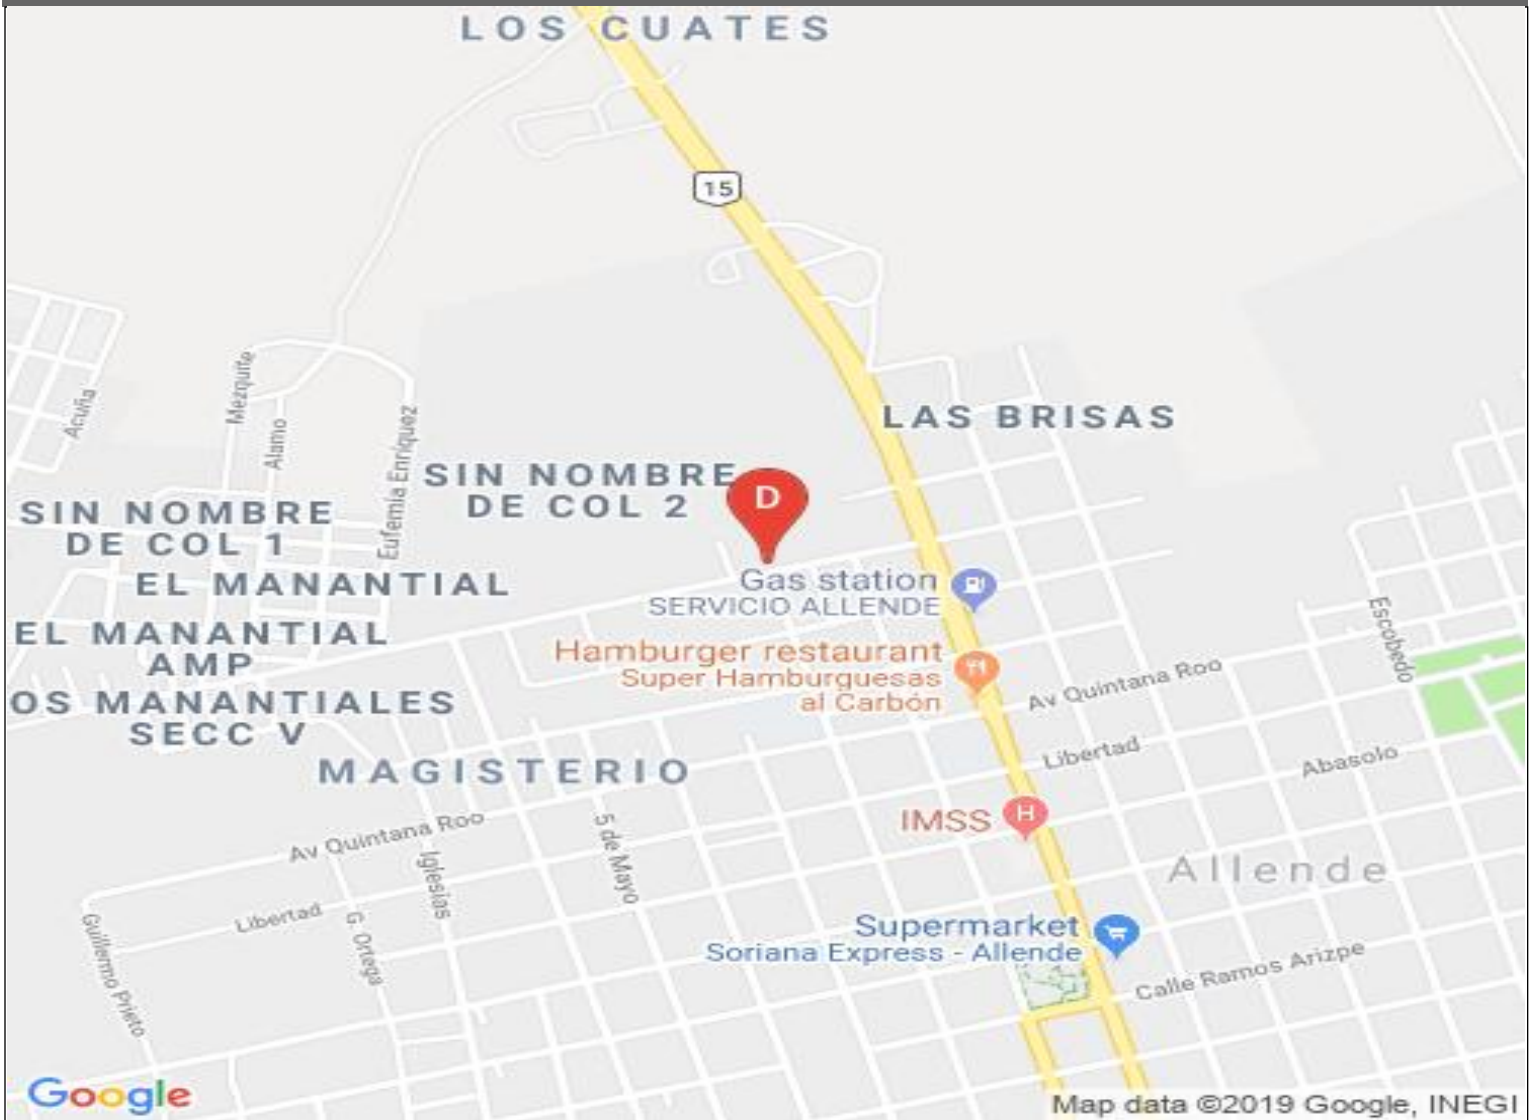 LOS CUATES
15
Mezquite
Acuña
Alamo
Eufemia Enríquez
LAS BRISAS
SIN NOMBRE
DE COL 2
D
SIN NOMBRE
DE COL 1
EL MANANTIAL
Gas station
SERVICIO ALLENDE
EL MANANTIAL
AMP
Hamburger restaurant
Super Hamburguesas
al Carbón
Escobedo
Av Quintana Roo
OS MANANTIALES
SECC V
Libertad
Abasolo
MAGISTERIO
IMSS
H
Av Quintana Roo
5 de Mayo
Iglesias
Allende
Libertad
G. Ortega
Guillermo Prieto
Supermarket
Soriana Express - Allende
Calle Ramos Arizpe
Google
Map data ©2019 Google, INEGI